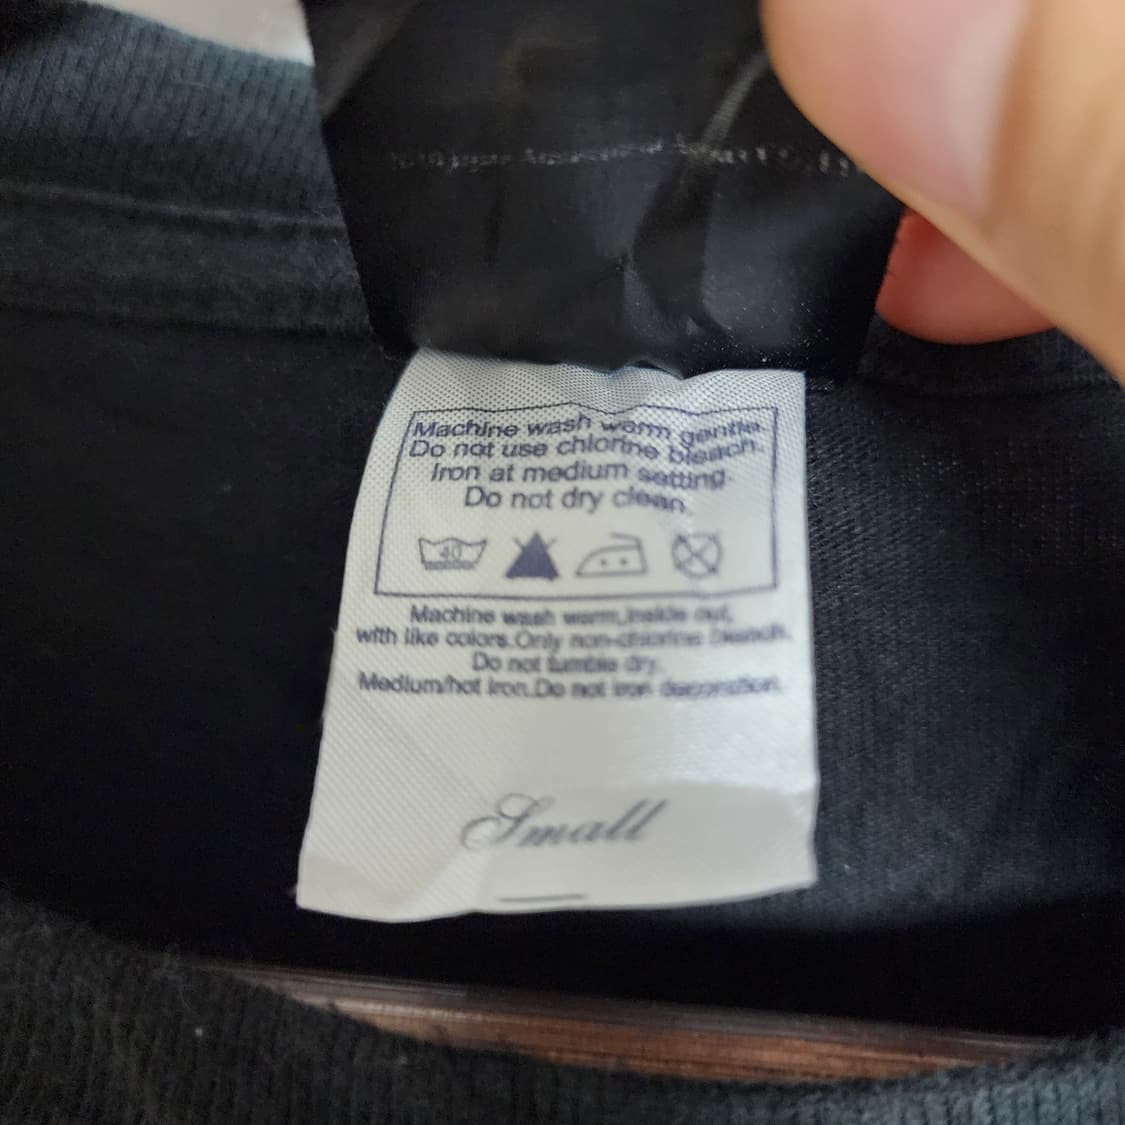 Machine wash warm gentle.
Do not use chlorine bleach.
Iron at medium setting.
Do not dry clean.
40
Machine wash warm,inside out,
with like colors.Only non-chlorine bleach.
Do not tumble dry.
Medium/hot iron.Do not iron decoration.
Small